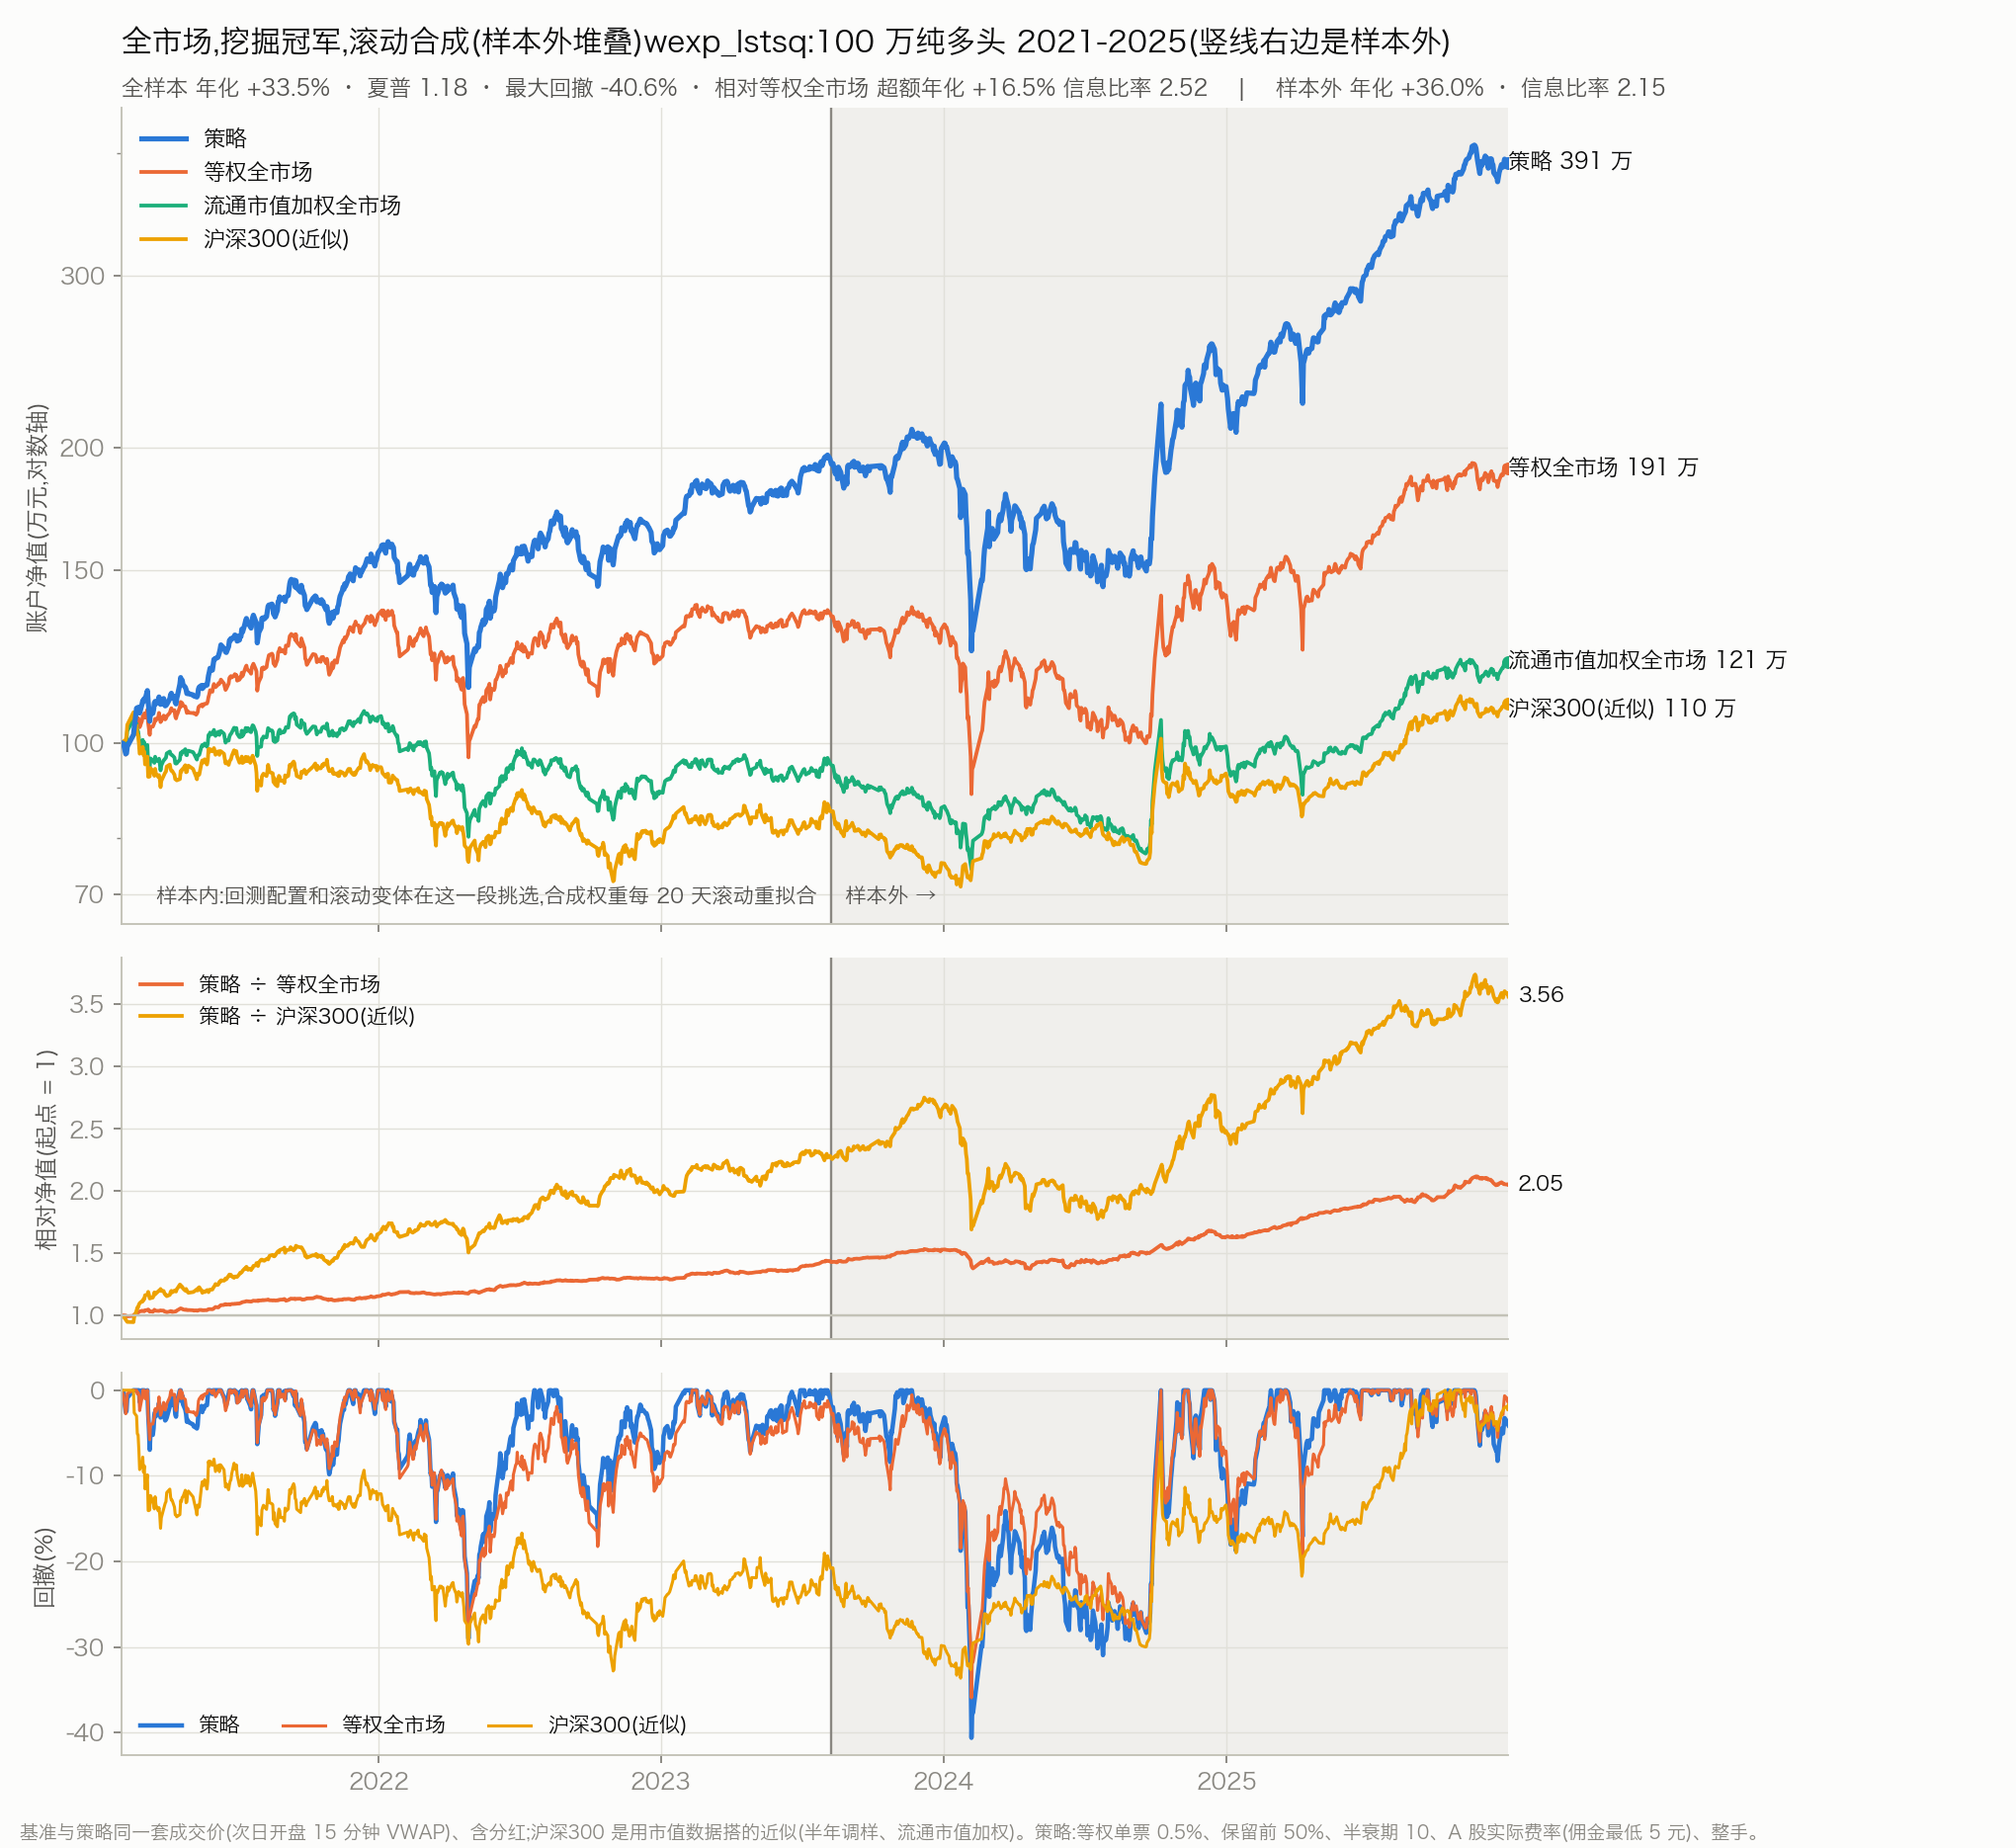 全市场,挖掘冠军,滚动合成(样本外堆叠)wexp_lstsq:100 万纯多头 2021-2025(竖线右边是样本外)
全样本 年化 +33.5% · 夏普 1.18 · 最大回撤 -40.6% · 相对等权全市场 超额年化 +16.5% 信息比率 2.52 | 样本外 年化 +36.0% · 信息比率 2.15
策略
等权全市场
流通市值加权全市场
沪深300(近似)
账户净值(万元,对数轴)
300
200
150
100
70
策略 391 万
等权全市场 191 万
流通市值加权全市场 121 万
沪深300(近似) 110 万
样本内:回测配置和滚动变体在这一段挑选,合成权重每 20 天滚动重拟合
样本外 →
策略 ÷ 等权全市场
策略 ÷ 沪深300(近似)
相对净值(起点 = 1)
3.5
3.0
2.5
2.0
1.5
1.0
3.56
2.05
回撤(%)
0
-10
-20
-30
-40
策略
等权全市场
沪深300(近似)
2022
2023
2024
2025
基准与策略同一套成交价(次日开盘 15 分钟 VWAP)、含分红;沪深300 是用市值数据搭的近似(半年调样、流通市值加权)。策略:等权单票 0.5%、保留前 50%、半衰期 10、A 股实际费率(佣金最低 5 元)、整手。